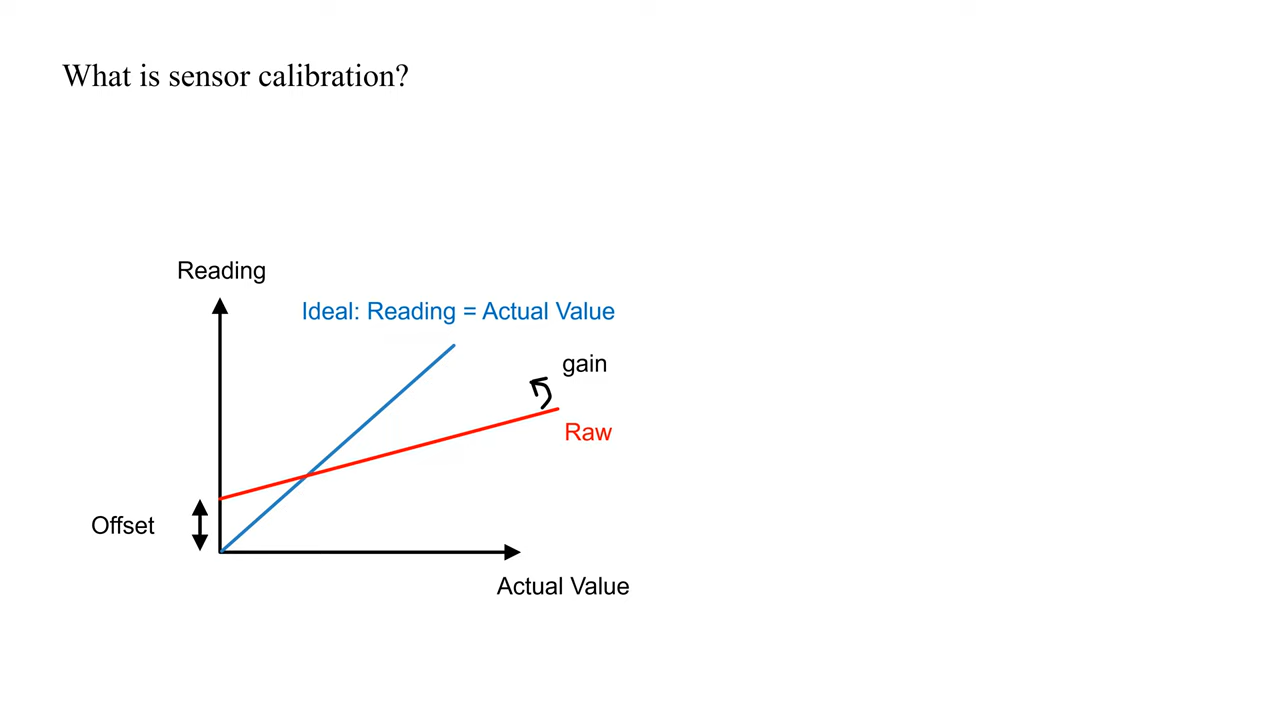 What is sensor calibration?
Reading
Ideal: Reading = Actual Value
gain
Raw
Offset
Actual Value